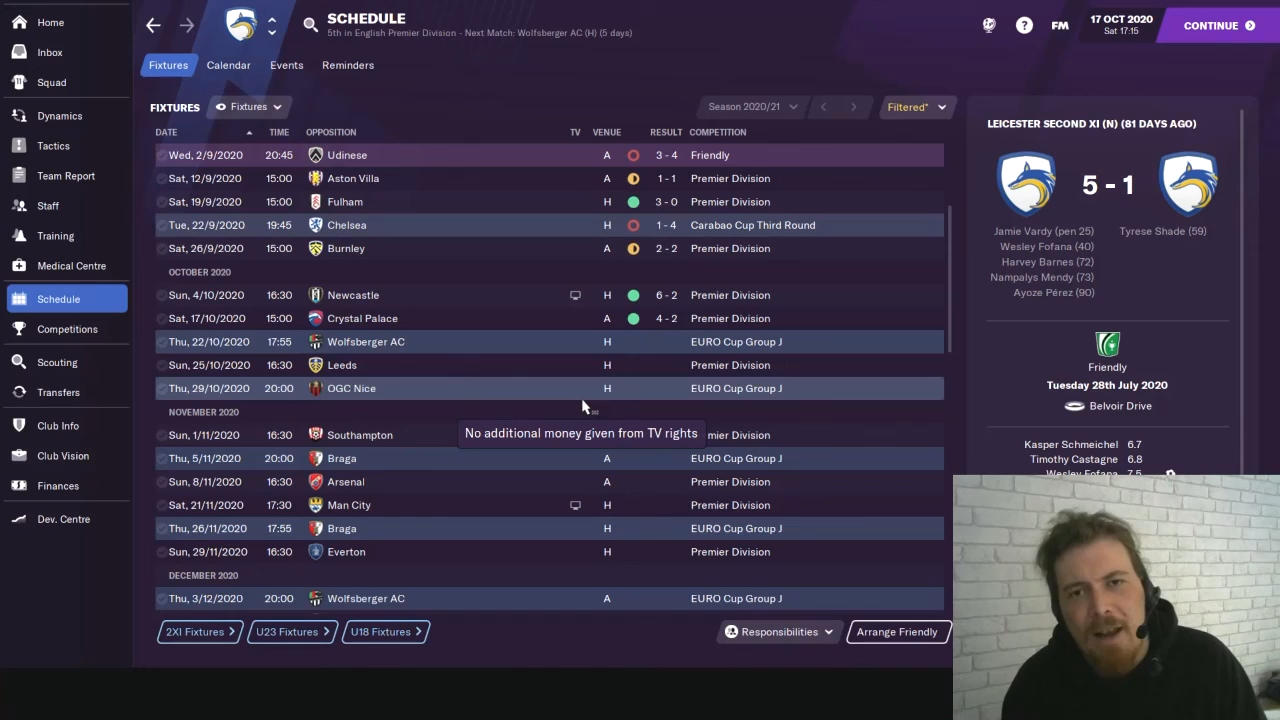 Home
Inbox
Squad
Dynamics
Tactics
Team Report
Staff
Training
Medical Centre
Schedule
Competitions
Scouting
Transfers
Club Info
Club Vision
Finances
Dev. Centre
SCHEDULE
5th in English Premier Division - Next Match: Wolfsberger AC (H) (5 days)
FM
17 OCT 2020
Sat 17:15
CONTINUE
Fixtures Calendar Events Reminders
FIXTURES Fixtures Season 2020/21 Filtered*
DATE TIME OPPOSITION TV VENUE RESULT COMPETITION
Wed, 2/9/2020 20:45 Udinese A 3 - 4 Friendly
Sat, 12/9/2020 15:00 Aston Villa A 1 - 1 Premier Division
Sat, 19/9/2020 15:00 Fulham H 3 - 0 Premier Division
Tue, 22/9/2020 19:45 Chelsea H 1 - 4 Carabao Cup Third Round
Sat, 26/9/2020 15:00 Burnley A 2 - 2 Premier Division
OCTOBER 2020
Sun, 4/10/2020 16:30 Newcastle H 6 - 2 Premier Division
Sat, 17/10/2020 15:00 Crystal Palace A 4 - 2 Premier Division
Thu, 22/10/2020 17:55 Wolfsberger AC H EURO Cup Group J
Sun, 25/10/2020 16:30 Leeds H Premier Division
Thu, 29/10/2020 20:00 OGC Nice H EURO Cup Group J
NOVEMBER 2020
Sun, 1/11/2020 16:30 Southampton mier Division
No additional money given from TV rights
Thu, 5/11/2020 20:00 Braga A EURO Cup Group J
Sun, 8/11/2020 16:30 Arsenal A Premier Division
Sat, 21/11/2020 17:30 Man City H Premier Division
Thu, 26/11/2020 17:55 Braga H EURO Cup Group J
Sun, 29/11/2020 16:30 Everton H Premier Division
DECEMBER 2020
Thu, 3/12/2020 20:00 Wolfsberger AC A EURO Cup Group J
2XI Fixtures U23 Fixtures U18 Fixtures Responsibilities Arrange Friendly
LEICESTER SECOND XI (N) (81 DAYS AGO)
5 - 1
Jamie Vardy (pen 25) Tyrese Shade (59)
Wesley Fofana (40)
Harvey Barnes (72)
Nampalys Mendy (73)
Ayoze Pérez (90)
Friendly
Tuesday 28th July 2020
Belvoir Drive
Kasper Schmeichel 6.7
Timothy Castagne 6.8
Wesley Fofana 7.5